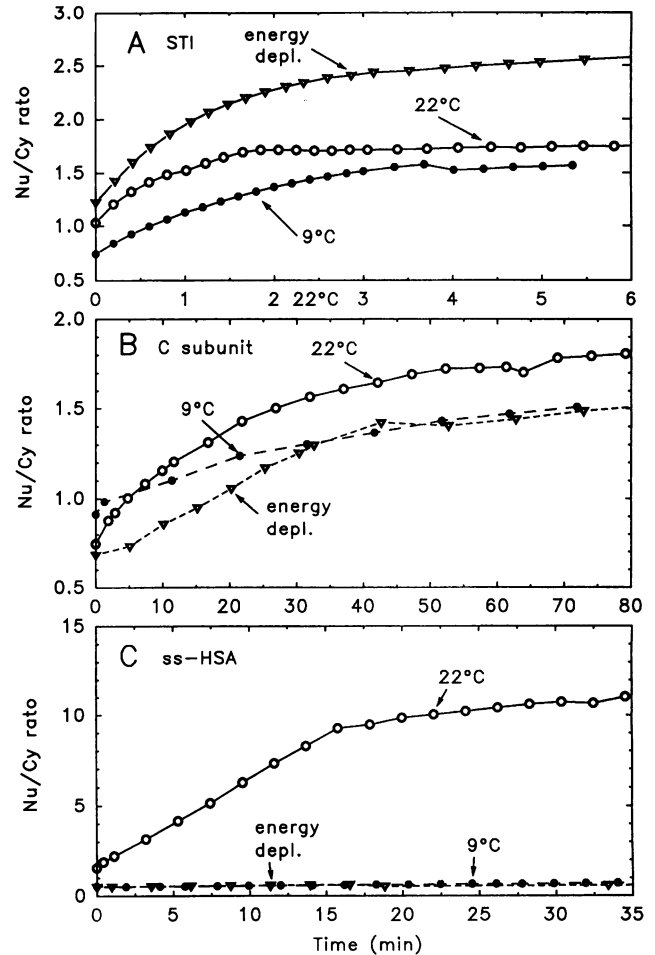 3.0
A STI
energy
depl.
2.5
22°C
2.0
Nu/Cy rato
1.5
9°C
1.0
0.5
0 1 2 22°C 3 4 5 6
2.0
B C subunit
22°C
9°C
1.5
Nu/Cy rato
1.0
energy
depl.
0.5
0 10 20 30 40 50 60 70 80
15
C ss-HSA
22°C
10
Nu/Cy rato
5
energy
depl.
9°C
0
0 5 10 15 20 25 30 35
Time (min)